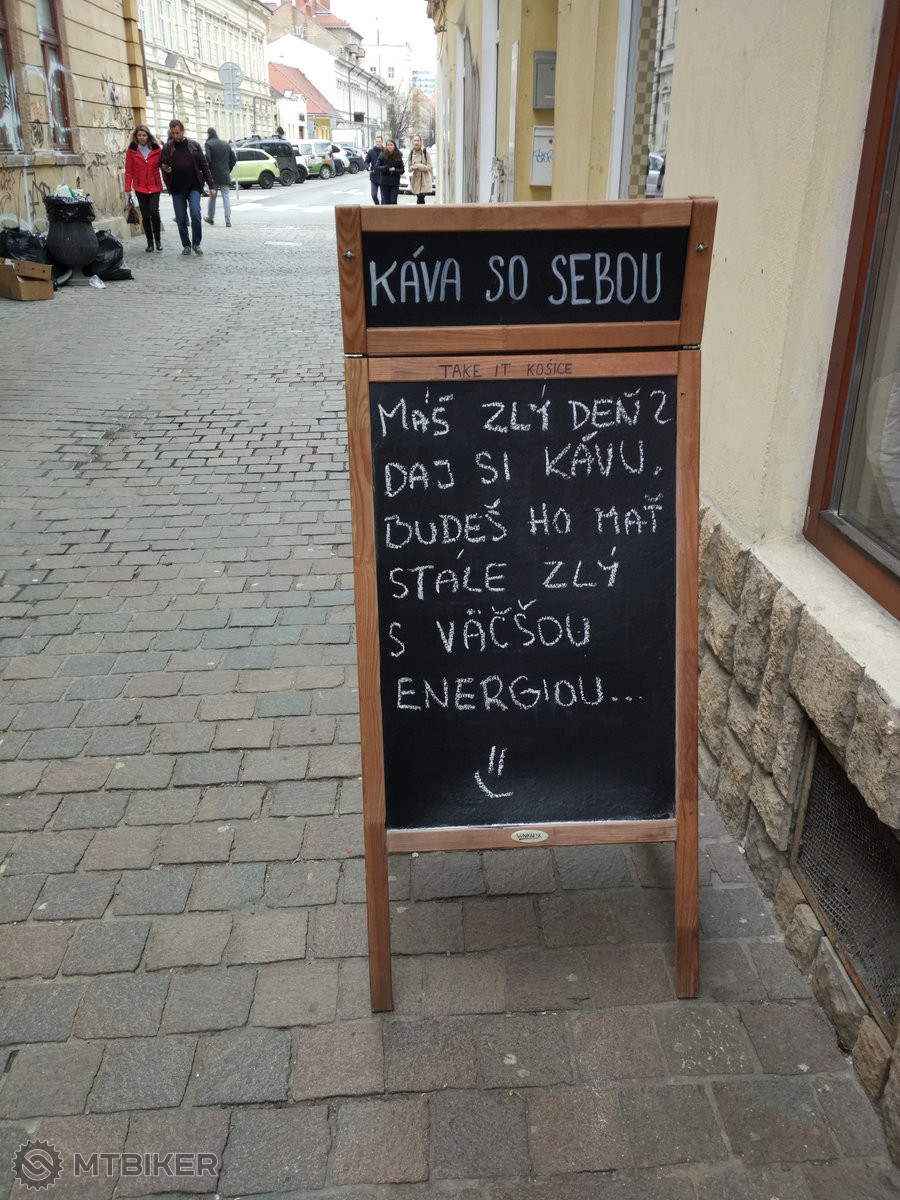 KÁVA SO SEBOU
TAKE IT KOŠICE
MÁŠ ZLÝ DEŇ?
DAJ SI KÁVU.
BUDEŠ HO MAŤ
STÁLE ZLÝ
S VÄČŠOU
ENERGIOU...
MTBIKER